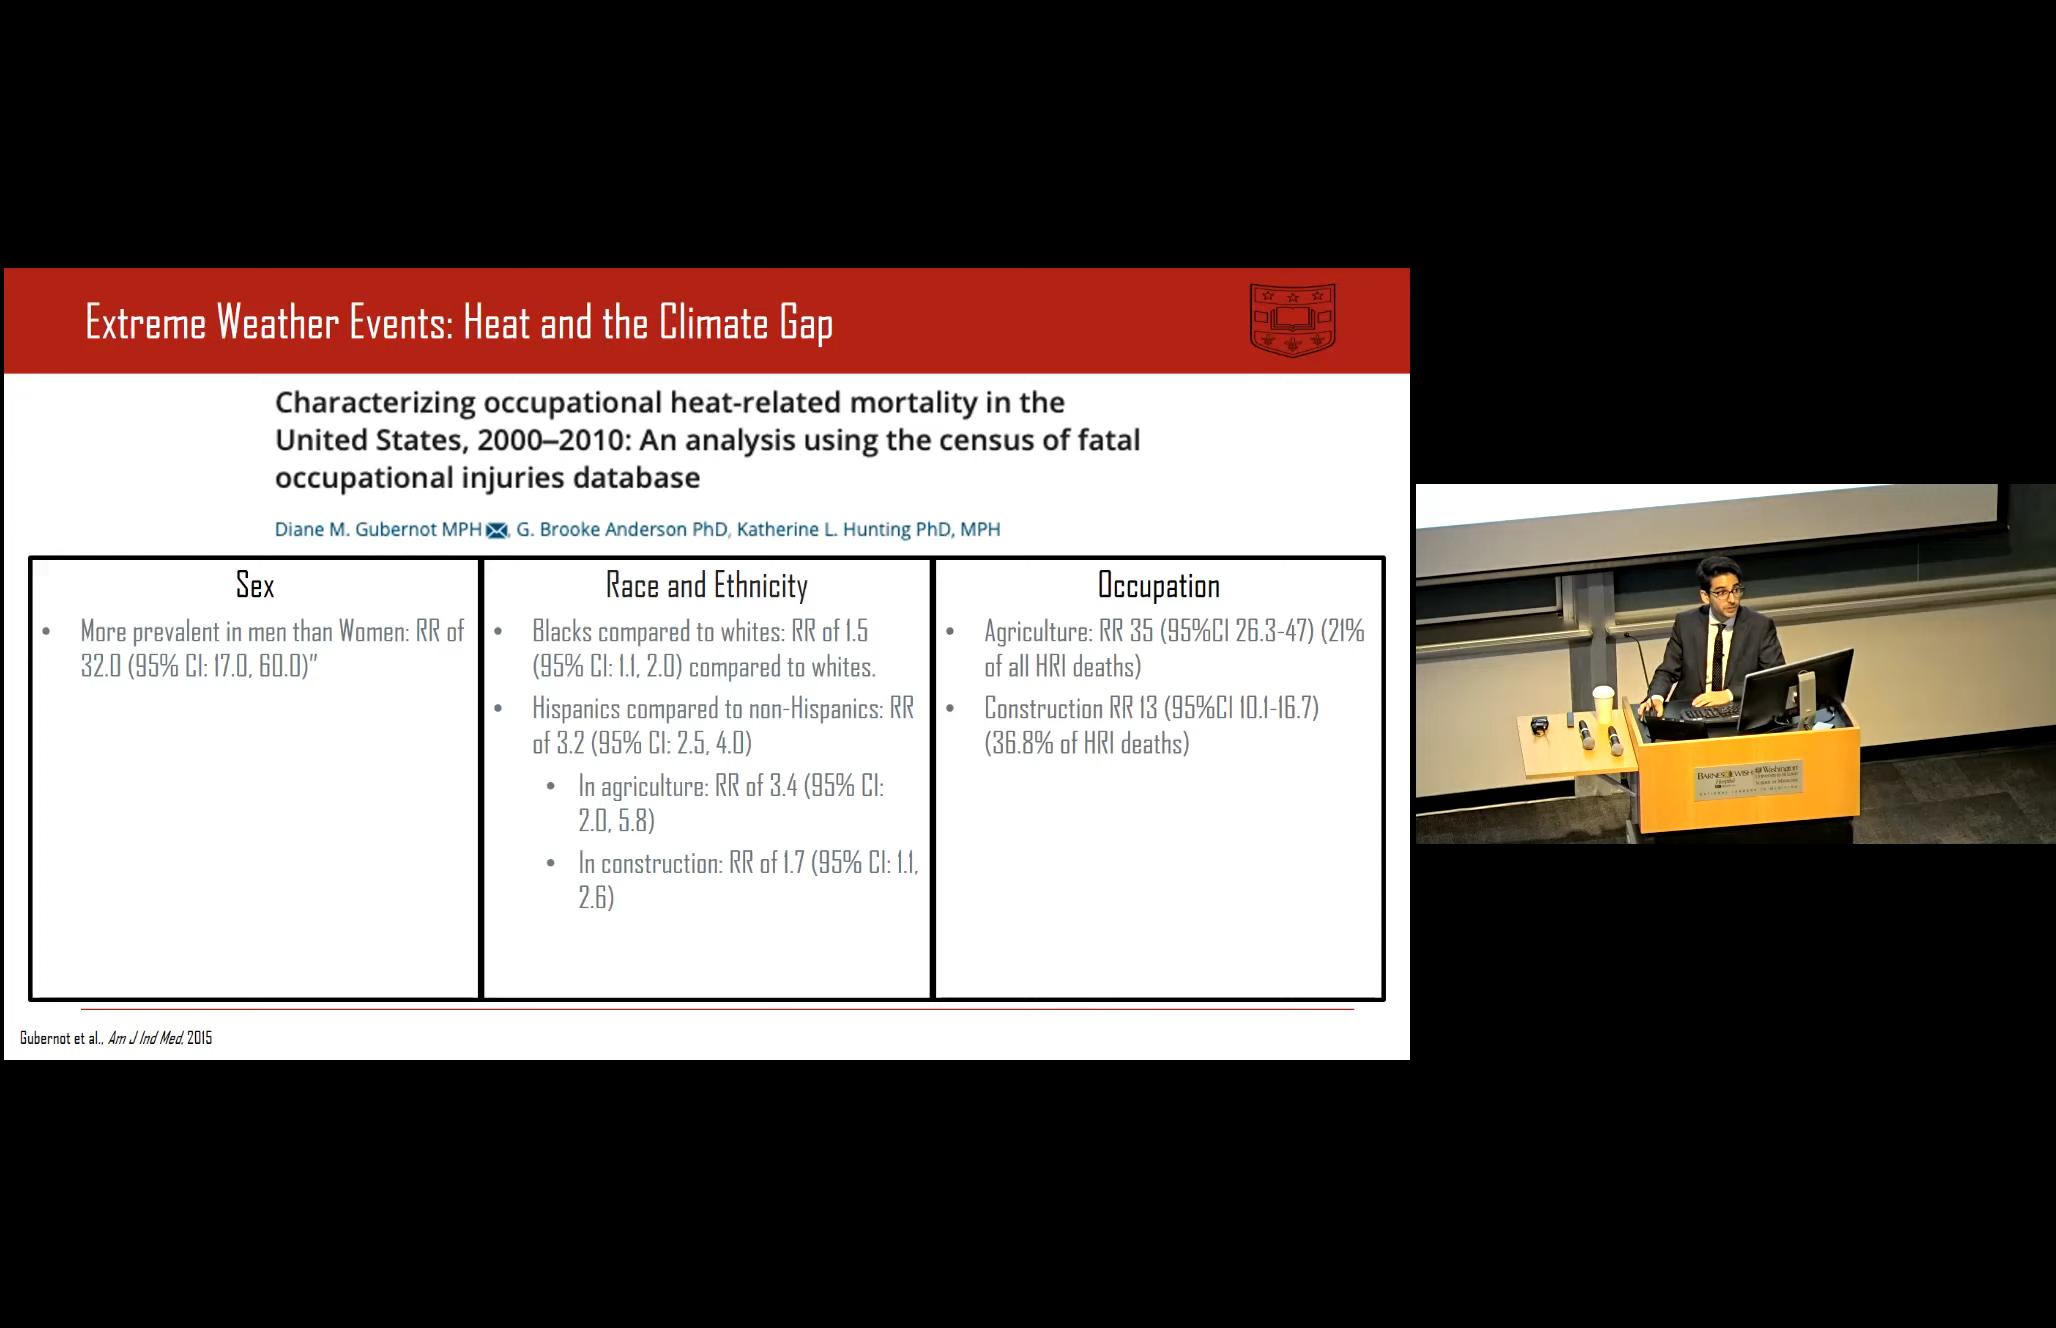 Extreme Weather Events: Heat and the Climate Gap
Characterizing occupational heat-related mortality in the
United States, 2000–2010: An analysis using the census of fatal
occupational injuries database
Diane M. Gubernot MPH, G. Brooke Anderson PhD, Katherine L. Hunting PhD, MPH
Sex
• More prevalent in men than Women: RR of
32.0 (95% CI: 17.0, 60.0)”
Race and Ethnicity
• Blacks compared to whites: RR of 1.5
(95% CI: 1.1, 2.0) compared to whites.
• Hispanics compared to non-Hispanics: RR
of 3.2 (95% CI: 2.5, 4.0)
• In agriculture: RR of 3.4 (95% CI:
2.0, 5.8)
• In construction: RR of 1.7 (95% CI: 1.1,
2.6)
Occupation
• Agriculture: RR 35 (95%CI 26.3-47) (21%
of all HRI deaths)
• Construction RR 13 (95%CI 10.1-16.7)
(36.8% of HRI deaths)
Gubernot et al., Am J Ind Med, 2015
Washington
Hospital